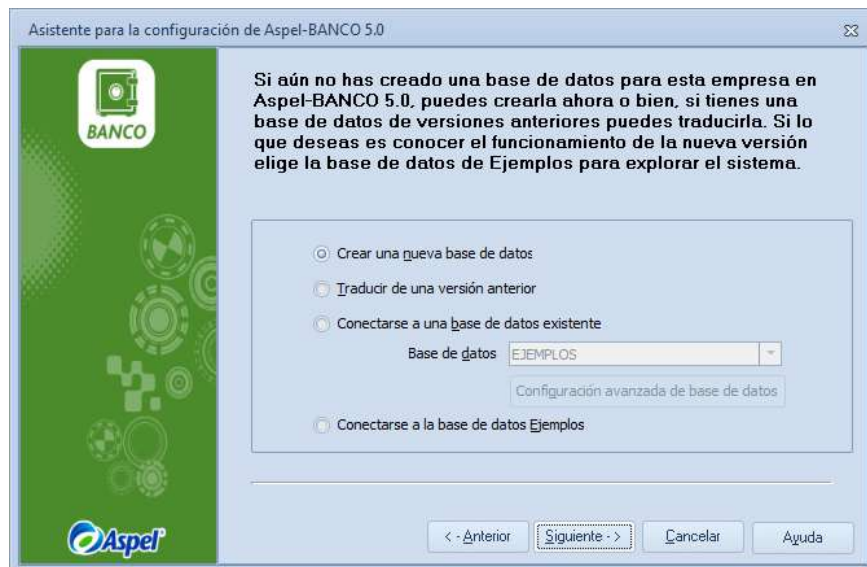 Asistente para la configuración de Aspel-BANCO 5.0
BANCO
Si aún no has creado una base de datos para esta empresa en
Aspel-BANCO 5.0, puedes crearla ahora o bien, si tienes una
base de datos de versiones anteriores puedes traducirla. Si lo
que deseas es conocer el funcionamiento de la nueva versión
elige la base de datos de Ejemplos para explorar el sistema.
Crear una nueva base de datos
Traducir de una versión anterior
Conectarse a una base de datos existente
Base de datos EJEMPLOS
Configuración avanzada de base de datos
Conectarse a la base de datos Ejemplos
Aspel
< - Anterior Siguiente - > Cancelar Ayuda